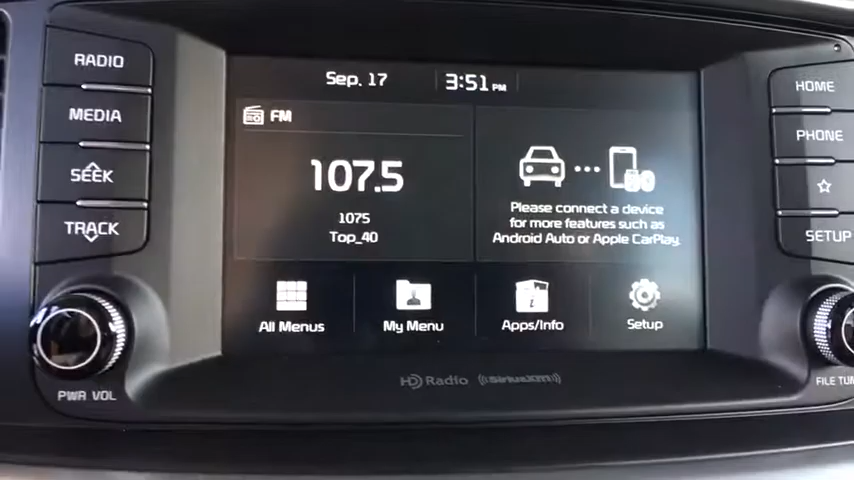 RADIO
MEDIA
SEEK
TRACK
PWR VOL
Sep. 17
3:51 PM
FM
107.5
1075
Top_40
Please connect a device
for more features such as
Android Auto or Apple CarPlay.
All Menus
My Menu
Apps/Info
Setup
HD Radio
SiriusXM
HOME
PHONE
SETUP
FILE TUN